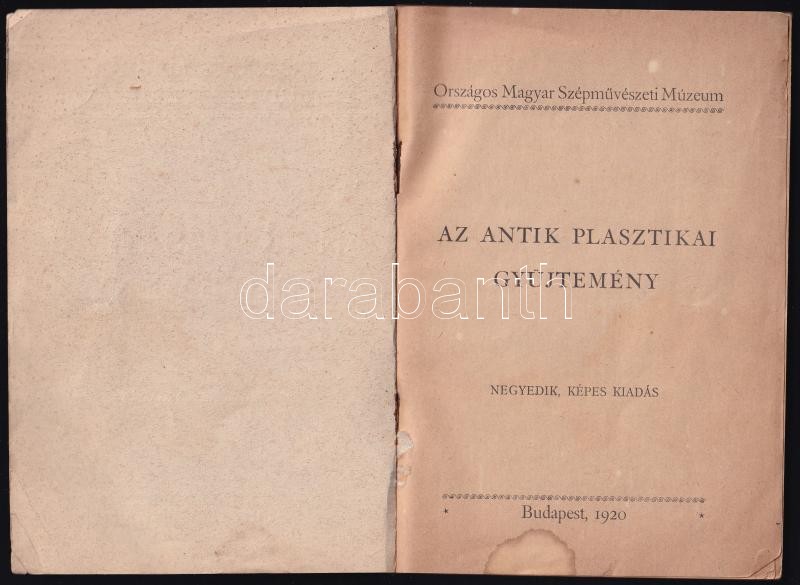 Országos Magyar Szépművészeti Múzeum
AZ ANTIK PLASZTIKAI
GYŰJTEMÉNY
darabanth
NEGYEDIK, KÉPES KIADÁS
* Budapest, 1920 *